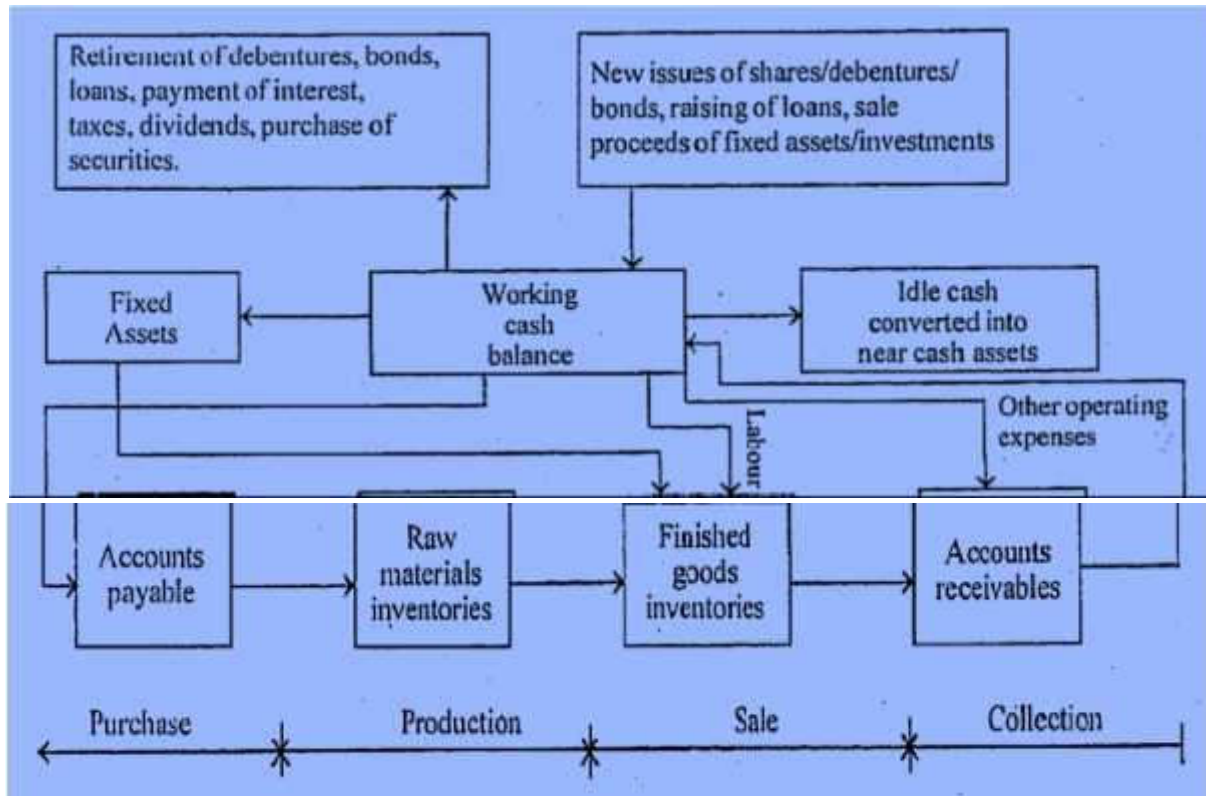 Retirement of debentures, bonds,
loans, payment of interest,
taxes, dividends, purchase of
securities.
New issues of shares/debentures/
bonds, raising of loans, sale
proceeds of fixed assets/investments
Fixed
Assets
Working
cash
balance
Idle cash
converted into
near cash assets
Labour
Other operating
expenses
Accounts
payable
Raw
materials
inventories
Finished
goods
inventories
Accounts
receivables
Purchase
Production
Sale
Collection